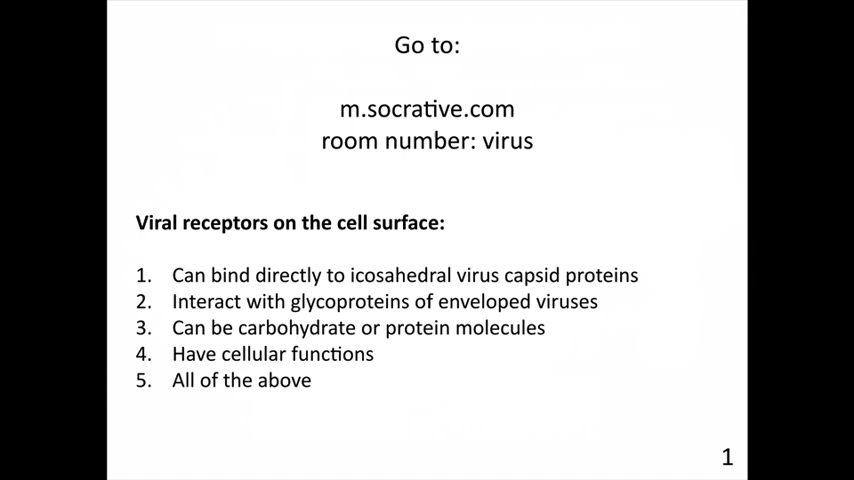 Go to:
m.socrative.com
room number: virus
Viral receptors on the cell surface:
1. Can bind directly to icosahedral virus capsid proteins
2. Interact with glycoproteins of enveloped viruses
3. Can be carbohydrate or protein molecules
4. Have cellular functions
5. All of the above
1